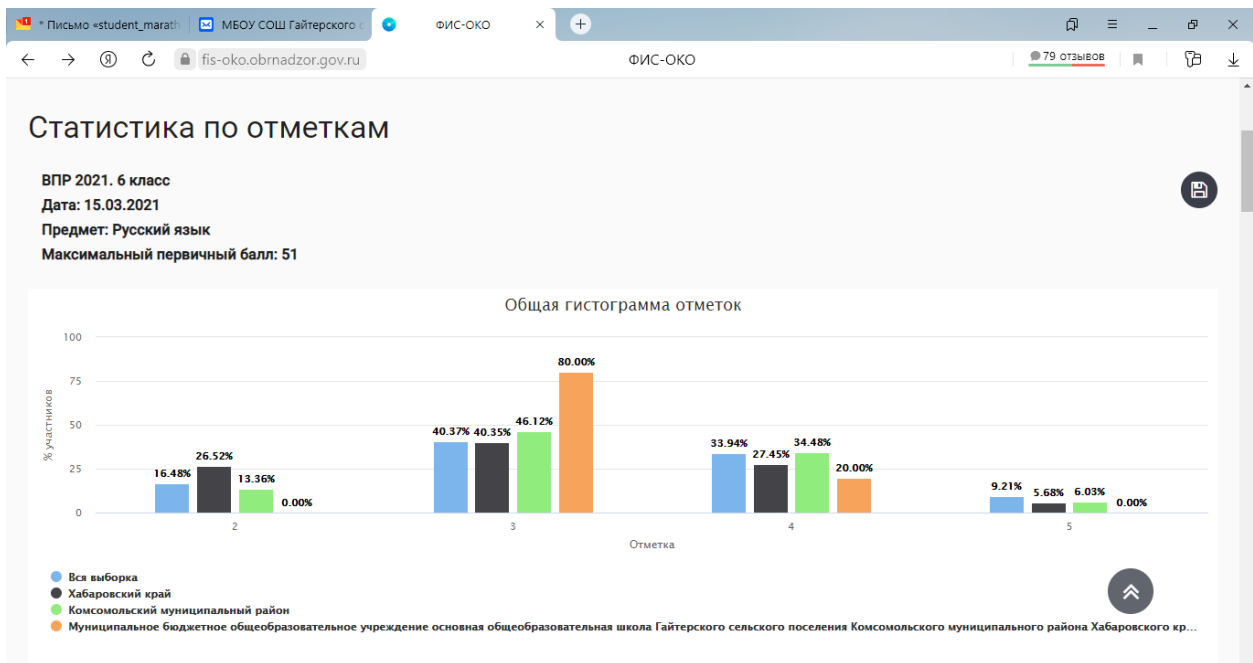 * Письмо «student_marath
МБОУ СОШ Гайтерского с
ФИС-ОКО
fis-oko.obrnadzor.gov.ru
ФИС-ОКО
79 отзывов
Статистика по отметкам
ВПР 2021. 6 класс
Дата: 15.03.2021
Предмет: Русский язык
Максимальный первичный балл: 51
Общая гистограмма отметок
% участников
100
75
50
25
0
16.48%
26.52%
13.36%
0.00%
40.37%
40.35%
46.12%
80.00%
33.94%
27.45%
34.48%
20.00%
9.21%
5.68%
6.03%
0.00%
2
3
4
5
Отметка
Вся выборка
Хабаровский край
Комсомольский муниципальный район
Муниципальное бюджетное общеобразовательное учреждение основная общеобразовательная школа Гайтерского сельского поселения Комсомольского муниципального района Хабаровского кр...